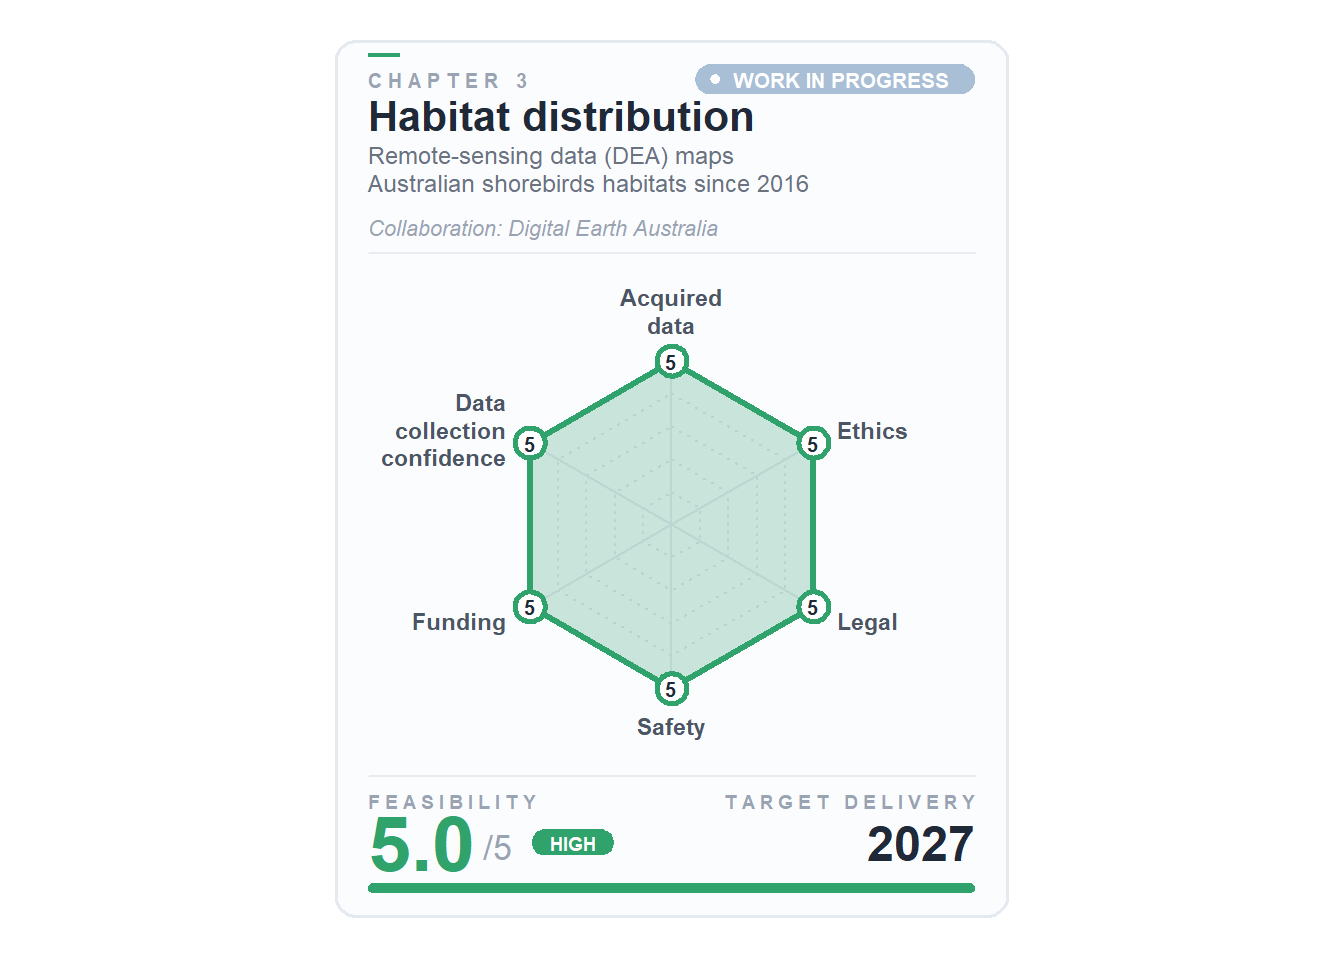 CHAPTER 3
WORK IN PROGRESS
Habitat distribution
Remote-sensing data (DEA) maps
Australian shorebirds habitats since 2016
Collaboration: Digital Earth Australia
Acquired
data
5
Data
collection
confidence
5
5
Ethics
Funding
5
5
Legal
5
Safety
FEASIBILITY
TARGET DELIVERY
5.0 /5
HIGH
2027